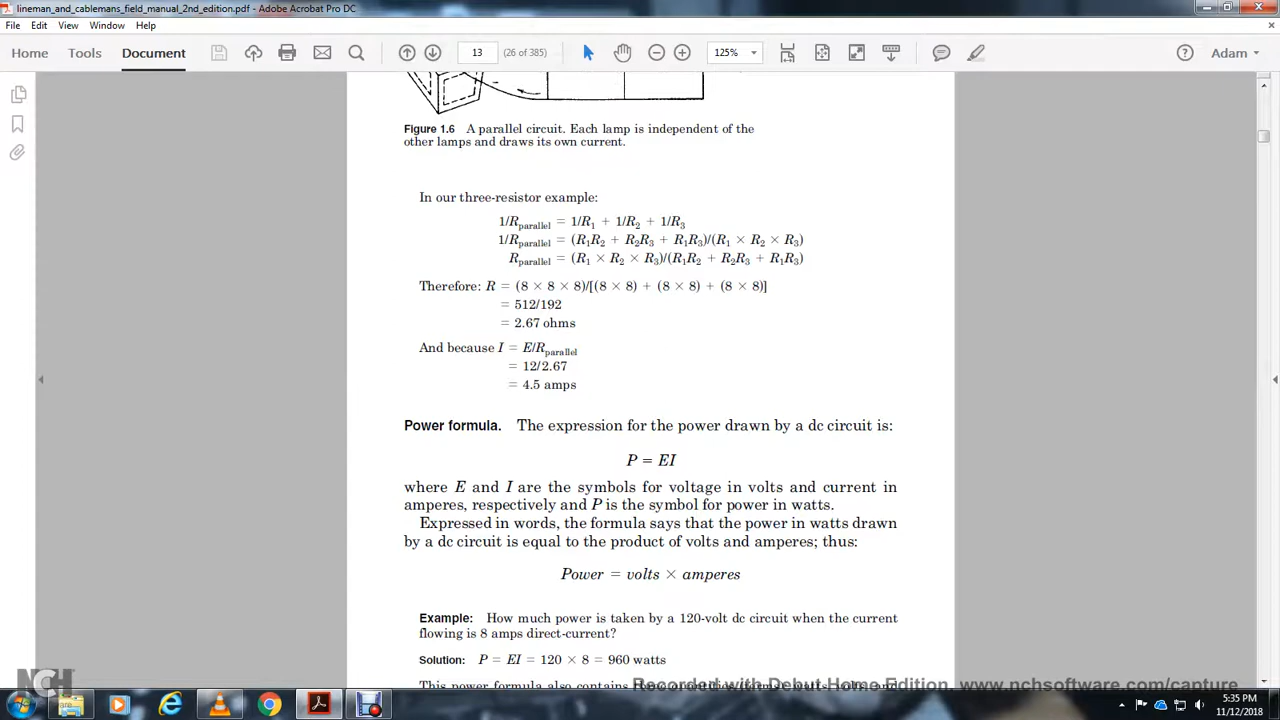 lineman_and_cablemans_field_manual_2nd_edition.pdf - Adobe Acrobat Pro DC
File Edit View Window Help
Home Tools Document 13 (26 of 385) 125% Adam
Figure 1.6 A parallel circuit. Each lamp is independent of the
other lamps and draws its own current.
In our three-resistor example:
1/Rparallel = 1/R1 + 1/R2 + 1/R3
1/Rparallel = (R1R2 + R2R3 + R1R3)/(R1 × R2 × R3)
Rparallel = (R1 × R2 × R3)/(R1R2 + R2R3 + R1R3)
Therefore: R = (8 × 8 × 8)/[(8 × 8) + (8 × 8) + (8 × 8)]
= 512/192
= 2.67 ohms
And because I = E/Rparallel
= 12/2.67
= 4.5 amps
Power formula. The expression for the power drawn by a dc circuit is:
P = EI
where E and I are the symbols for voltage in volts and current in
amperes, respectively and P is the symbol for power in watts.
Expressed in words, the formula says that the power in watts drawn
by a dc circuit is equal to the product of volts and amperes; thus:
Power = volts × amperes
Example: How much power is taken by a 120-volt dc circuit when the current
flowing is 8 amps direct-current?
Solution: P = EI = 120 × 8 = 960 watts
This power formula also contains
NCH
Recorded with Debut Home Edition. www.nchsoftware.com/capture
5:35 PM
11/12/2018